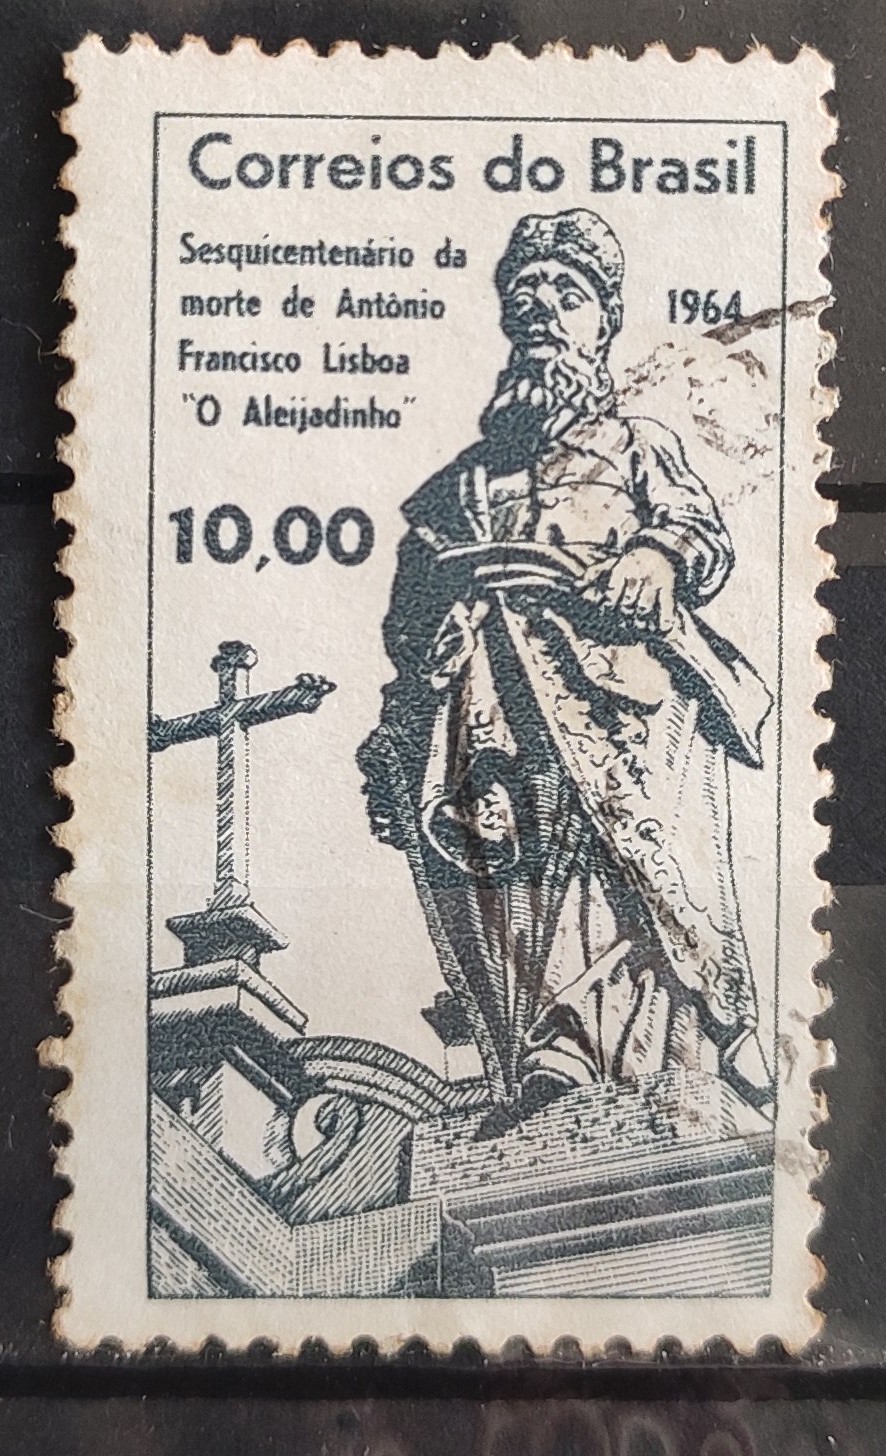 Correios do Brasil
Sesquicentenário da
morte de Antônio
Francisco Lisboa
"O Aleijadinho"
1964
10,00